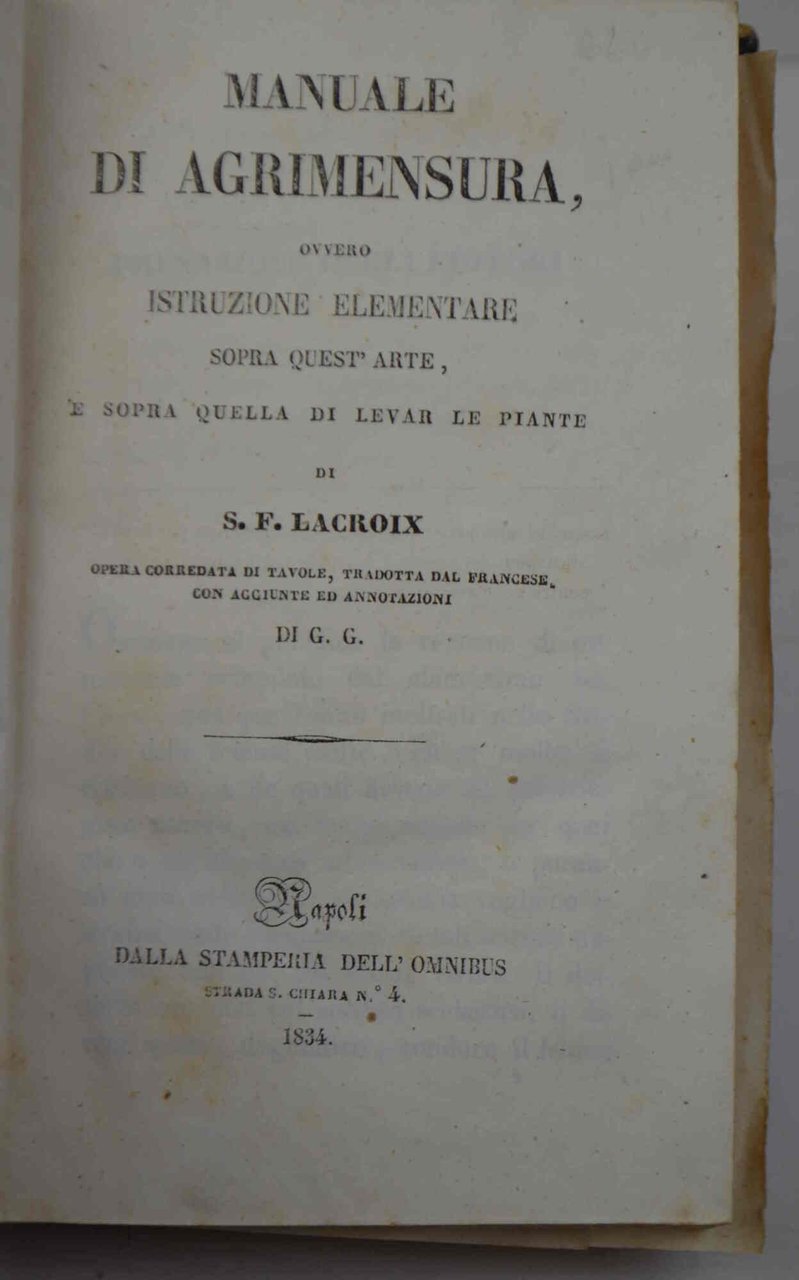 MANUALE
DI AGRIMENSURA,
OVVERO
ISTRUZIONE ELEMENTARE
SOPRA QUEST' ARTE,
E SOPRA QUELLA DI LEVAR LE PIANTE
DI
S. F. LACROIX
OPERA CORREDATA DI TAVOLE, TRADOTTA DAL FRANCESE,
CON AGGIUNTE ED ANNOTAZIONI
DI G. G.
Napoli
DALLA STAMPERIA DELL' OMNIBUS
STRADA S. CHIARA N.° 4.
1834.